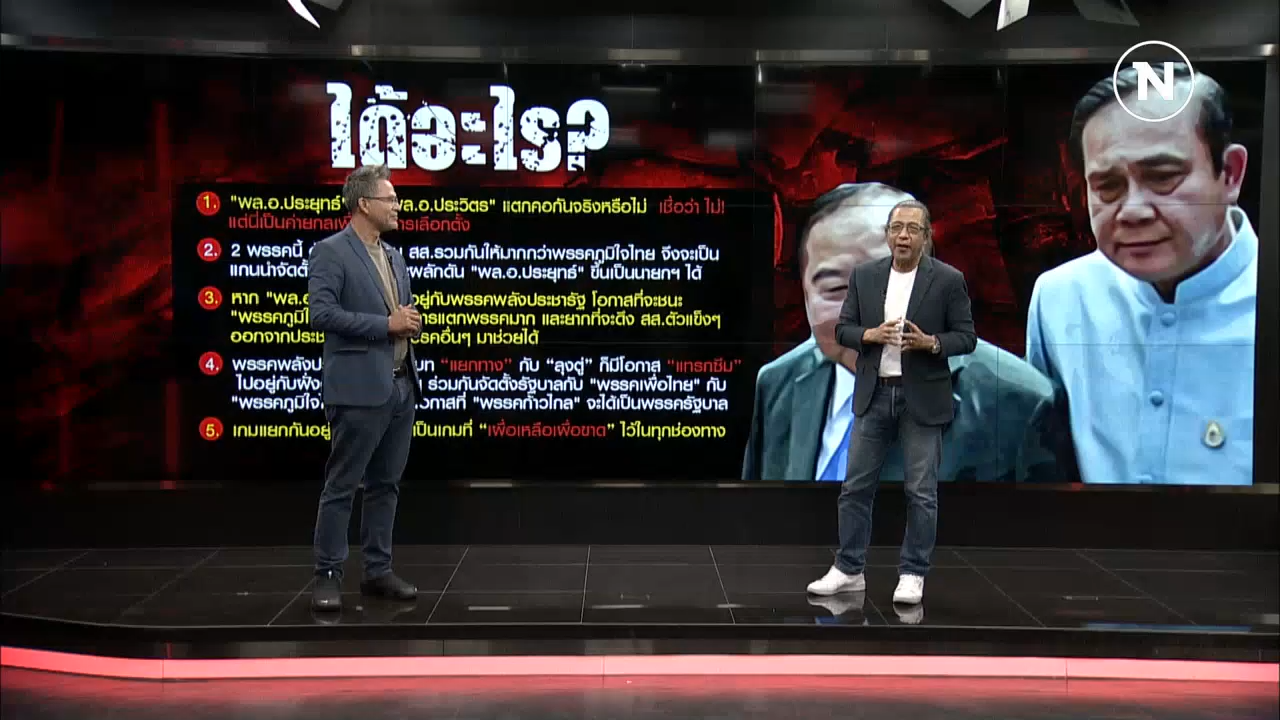 N
ได้อะไร?
1. "พล.อ.ประยุทธ์" พล.อ.ประวิตร" แตกคอกันจริงหรือไม่ เชื่อว่า ไม่!
แต่นี่เป็นค่ายกลเพื่ การเลือกตั้ง
2. 2 พรรคนี้ สส.รวมกันให้มากกว่าพรรคภูมิใจไทย จึงจะเป็น
แกนนำจัดตั้ ผลักดัน "พล.อ.ประยุทธ์" ขึ้นเป็นนายกฯ ได้
3. หาก "พล.อ อยู่กับพรรคพลังประชารัฐ โอกาสที่จะชนะ
"พรรคภูมิใ ารแตกพรรคมาก และยากที่จะดึง สส.ตัวแข็งๆ
ออกจากประช รคอื่นๆ มาช่วยได้
4. พรรคพลังป บท "แยกทาง" กับ "ลุงตู่" ก็มีโอกาส "แทรกซึม"
ไปอยู่กับฝั่ง ร่วมกันจัดตั้งรัฐบาลกับ "พรรคเพื่อไทย" กับ
"พรรคภูมิใจ โอกาสที่ "พรรคก้าวไกล" จะได้เป็นพรรครัฐบาล
5. เกมแยกกันอยู่ เป็นเกมที่ "เผื่อเหลือเผื่อขาด" ไว้ในทุกช่องทาง